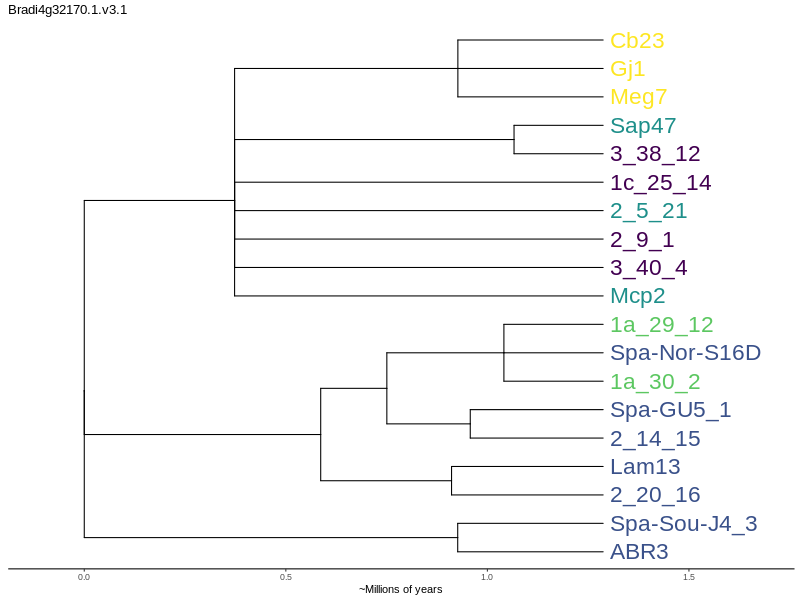 Bradi4g32170.1.v3.1
Cb23
Gj1
Meg7
Sap47
3_38_12
1c_25_14
2_5_21
2_9_1
3_40_4
Mcp2
1a_29_12
Spa-Nor-S16D
1a_30_2
Spa-GU5_1
2_14_15
Lam13
2_20_16
Spa-Sou-J4_3
ABR3
0.0 0.5 1.0 1.5
~Millions of years